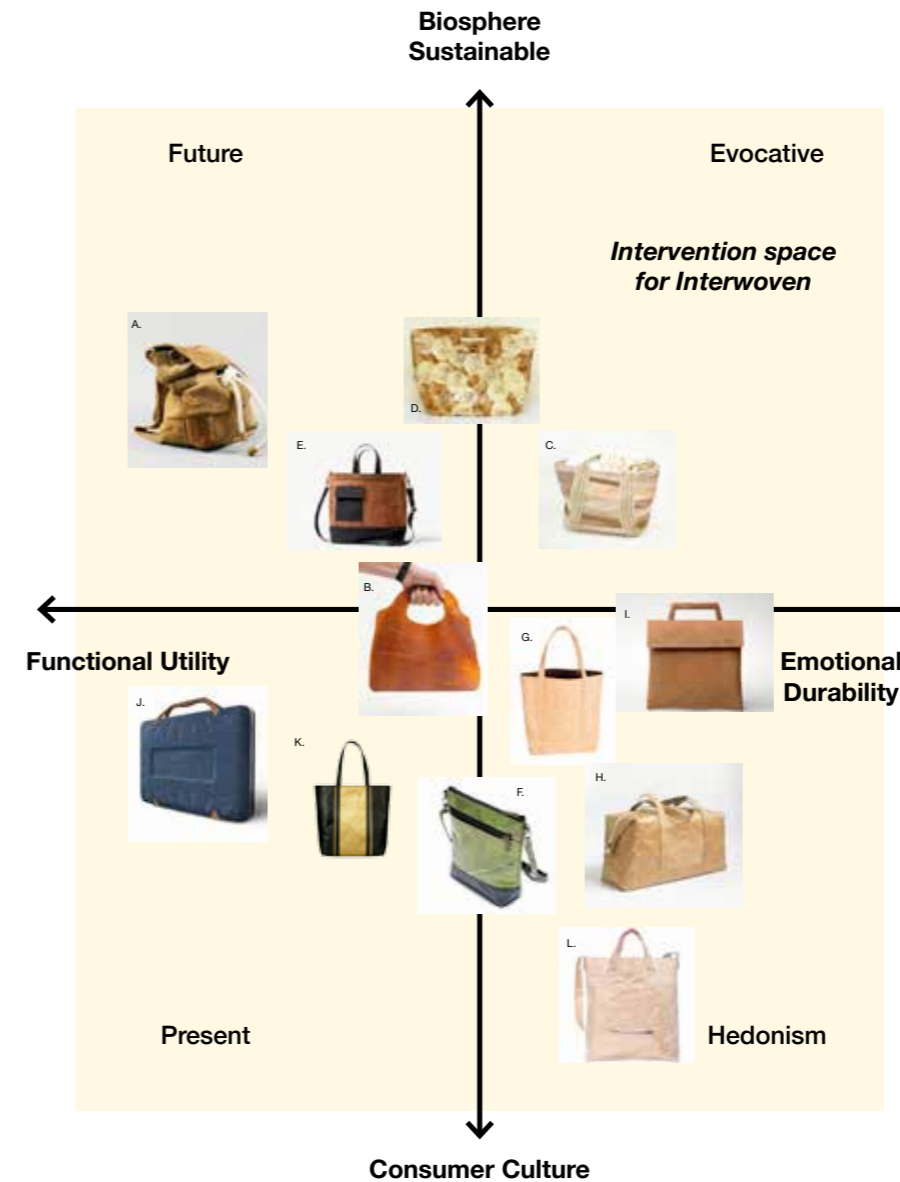 Biosphere
Sustainable
Future
Evocative
Intervention space
for Interwoven
A.
D.
E.
C.
B.
I.
G.
Functional Utility
Emotional
Durability
J.
K.
H.
F.
L.
Present
Hedonism
Consumer Culture